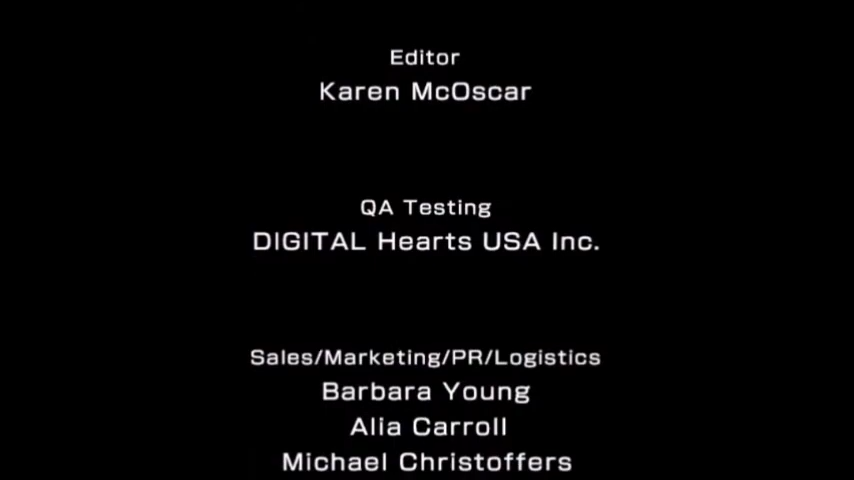 Editor
Karen McOscar
QA Testing
DIGITAL Hearts USA Inc.
Sales/Marketing/PR/Logistics
Barbara Young
Alia Carroll
Michael Christoffers